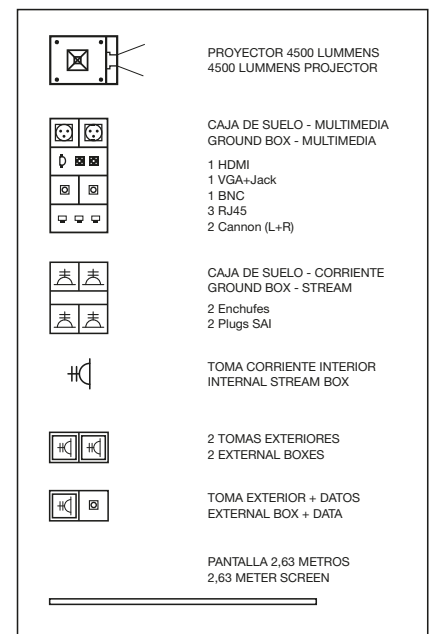 PROYECTOR 4500 LUMMENS
4500 LUMMENS PROJECTOR
CAJA DE SUELO - MULTIMEDIA
GROUND BOX - MULTIMEDIA
1 HDMI
1 VGA+Jack
1 BNC
3 RJ45
2 Cannon (L+R)
CAJA DE SUELO - CORRIENTE
GROUND BOX - STREAM
2 Enchufes
2 Plugs SAI
TOMA CORRIENTE INTERIOR
INTERNAL STREAM BOX
2 TOMAS EXTERIORES
2 EXTERNAL BOXES
TOMA EXTERIOR + DATOS
EXTERNAL BOX + DATA
PANTALLA 2,63 METROS
2,63 METER SCREEN